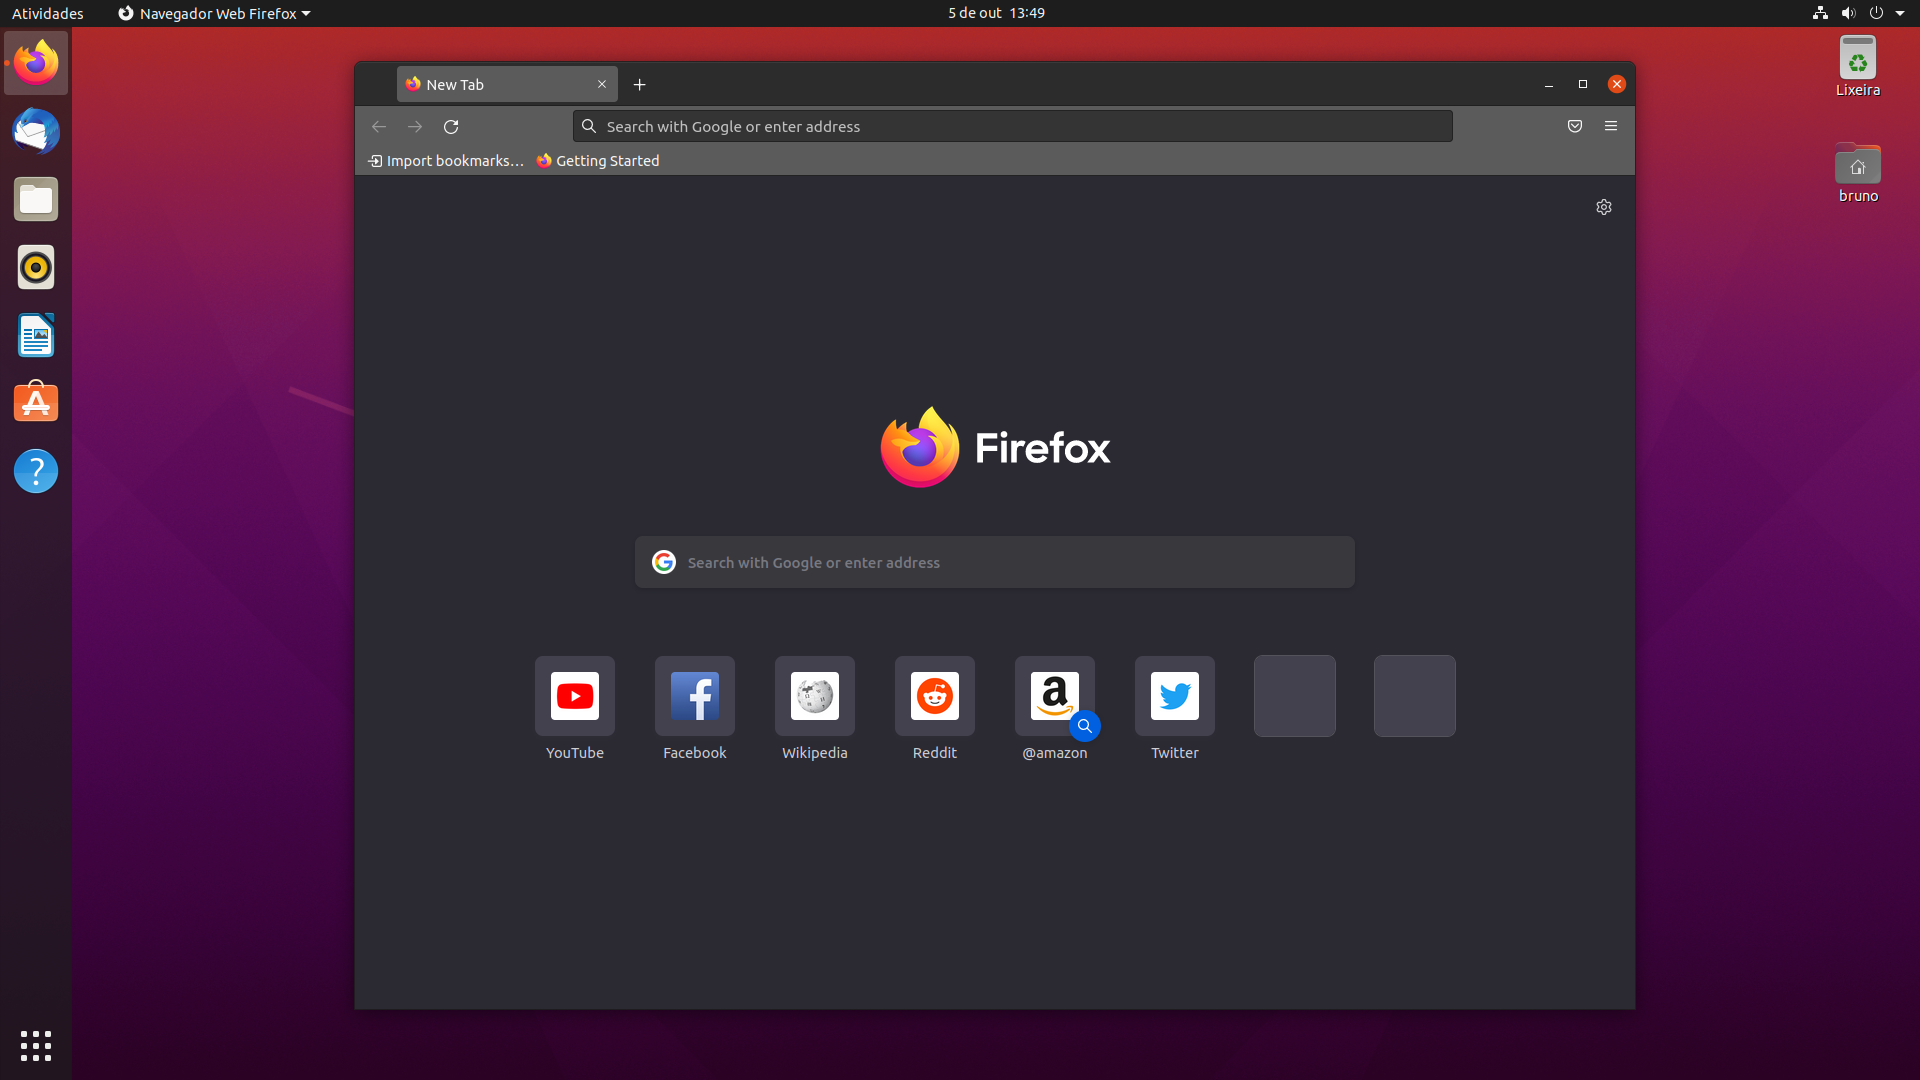 Atividades
Navegador Web Firefox
5 de out 13:49
Lixeira
bruno
New Tab
Search with Google or enter address
Import bookmarks...
Getting Started
Firefox
Search with Google or enter address
YouTube
Facebook
Wikipedia
Reddit
@amazon
Twitter